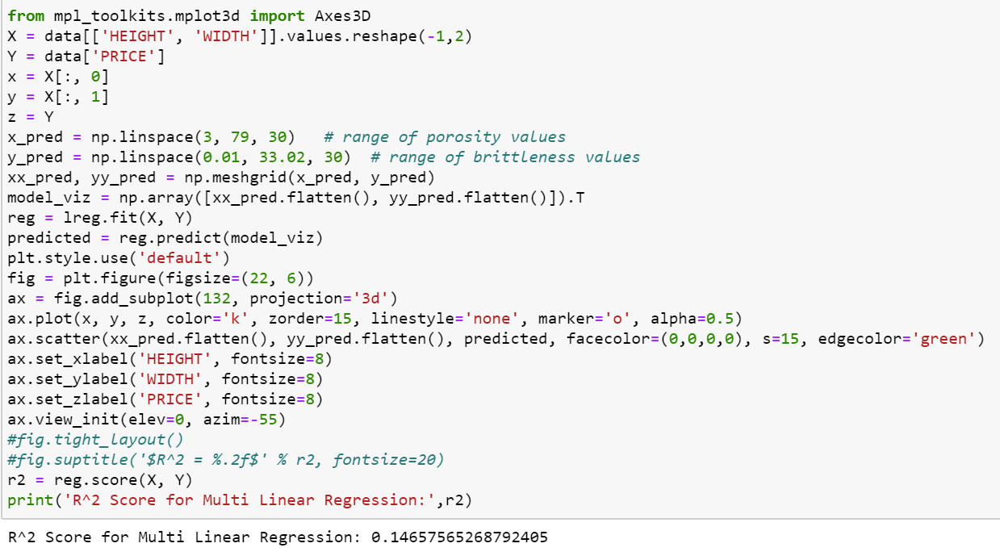 from mpl_toolkits.mplot3d import Axes3D
X = data[['HEIGHT', 'WIDTH']].values.reshape(-1,2)
Y = data['PRICE']
x = X[:, 0]
y = X[:, 1]
z = Y
x_pred = np.linspace(3, 79, 30)   # range of porosity values
y_pred = np.linspace(0.01, 33.02, 30)  # range of brittleness values
xx_pred, yy_pred = np.meshgrid(x_pred, y_pred)
model_viz = np.array([xx_pred.flatten(), yy_pred.flatten()]).T
reg = lreg.fit(X, Y)
predicted = reg.predict(model_viz)
plt.style.use('default')
fig = plt.figure(figsize=(22, 6))
ax = fig.add_subplot(132, projection='3d')
ax.plot(x, y, z, color='k', zorder=15, linestyle='none', marker='o', alpha=0.5)
ax.scatter(xx_pred.flatten(), yy_pred.flatten(), predicted, facecolor=(0,0,0,0), s=15, edgecolor='green')
ax.set_xlabel('HEIGHT', fontsize=8)
ax.set_ylabel('WIDTH', fontsize=8)
ax.set_zlabel('PRICE', fontsize=8)
ax.view_init(elev=0, azim=-55)
#fig.tight_layout()
#fig.suptitle('$R^2 = %.2f$' % r2, fontsize=20)
r2 = reg.score(X, Y)
print('R^2 Score for Multi Linear Regression:',r2)
R^2 Score for Multi Linear Regression: 0.14657565268792405